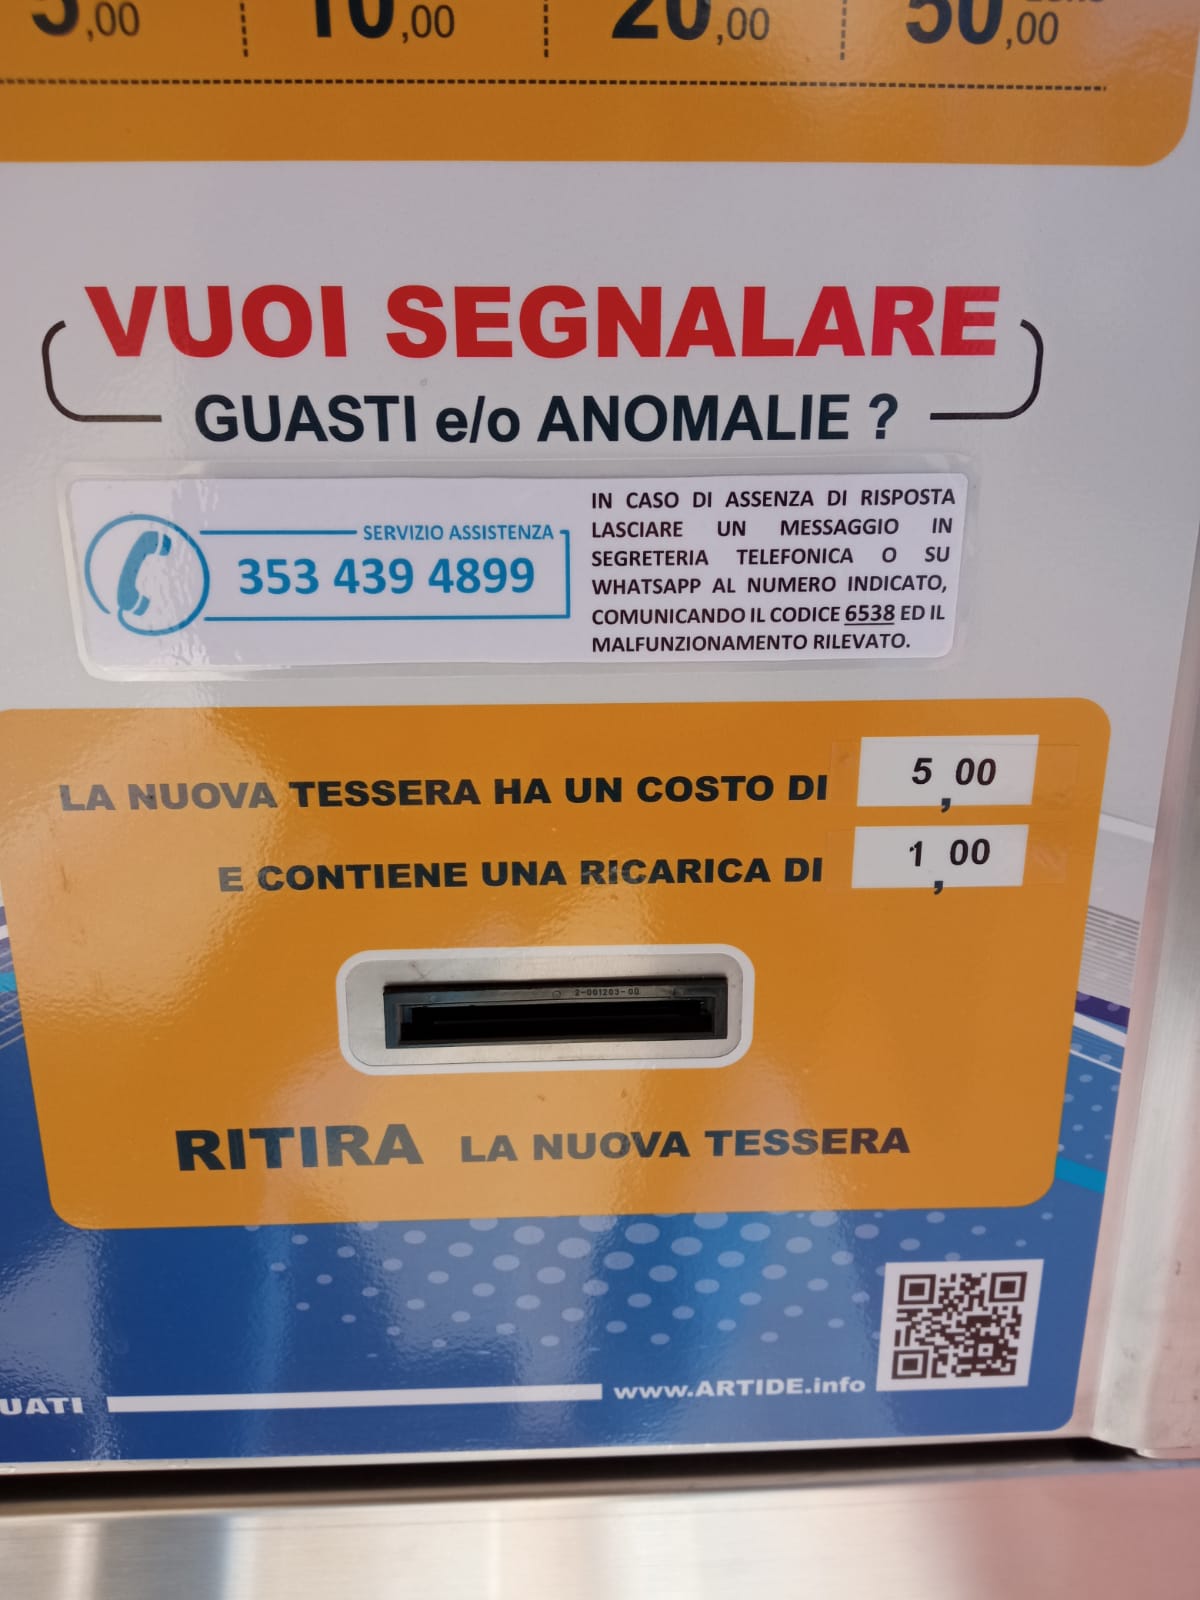 5,00 10,00 20,00 50,00
VUOI SEGNALARE
GUASTI e/o ANOMALIE ?
SERVIZIO ASSISTENZA
353 439 4899
IN CASO DI ASSENZA DI RISPOSTA
LASCIARE UN MESSAGGIO IN
SEGRETERIA TELEFONICA O SU
WHATSAPP AL NUMERO INDICATO,
COMUNICANDO IL CODICE 6538 ED IL
MALFUNZIONAMENTO RILEVATO.
LA NUOVA TESSERA HA UN COSTO DI 5,00
E CONTIENE UNA RICARICA DI 1,00
2-001203-00
RITIRA LA NUOVA TESSERA
UATI
www.ARTIDE.info